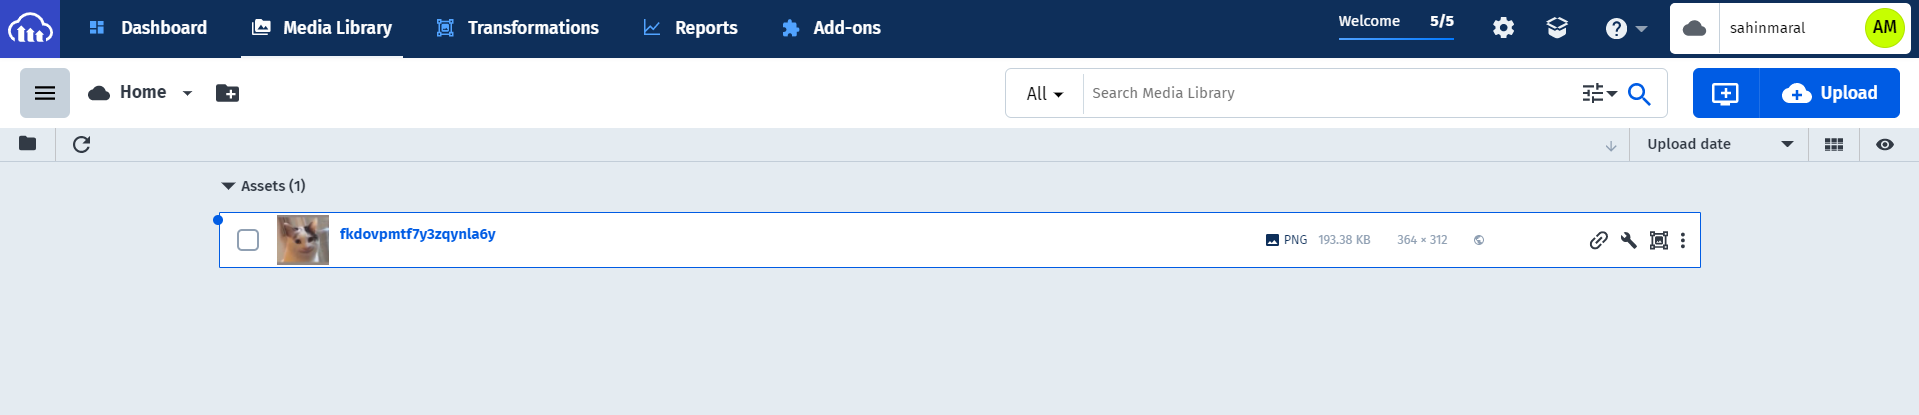 Dashboard Media Library Transformations Reports Add-ons Welcome 5/5 sahinmaral AM
Home All Search Media Library Upload
Upload date
Assets (1)
fkdovpmtf7y3zqynla6y PNG 193.38 KB 364 × 312